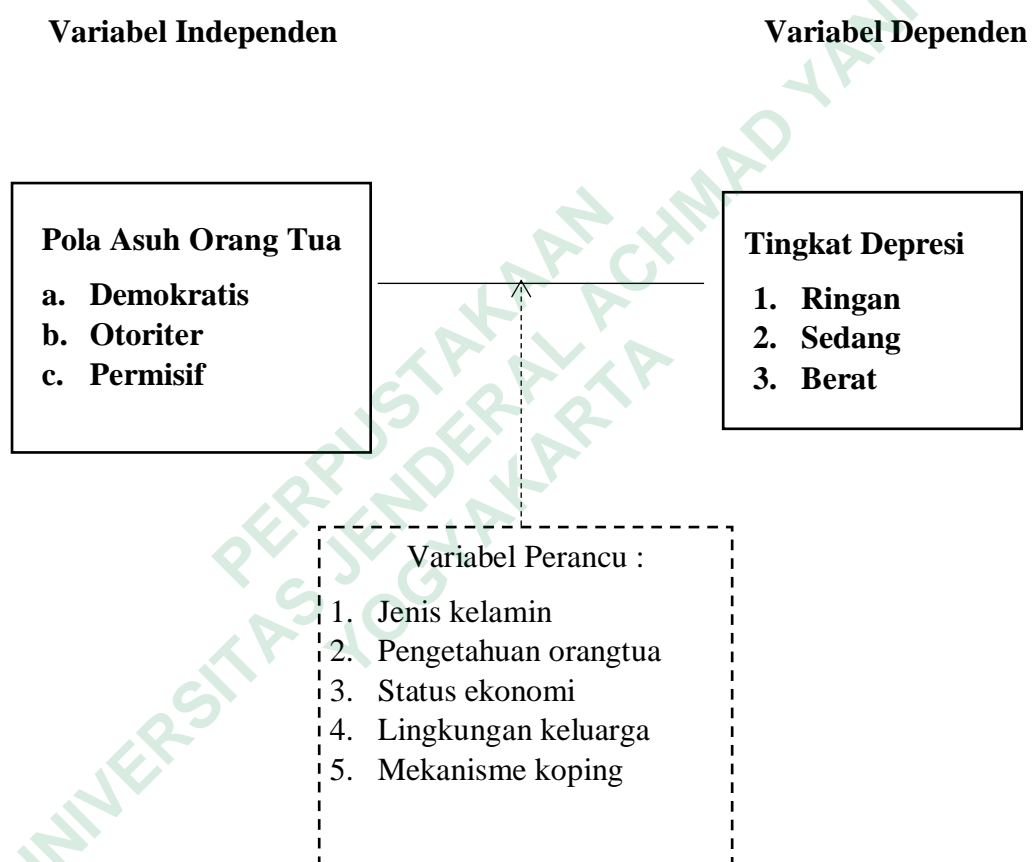 Variabel Independen
Variabel Dependen
Pola Asuh Orang Tua
a. Demokratis
b. Otoriter
c. Permisif
Tingkat Depresi
1. Ringan
2. Sedang
3. Berat
Variabel Perancu :
1. Jenis kelamin
2. Pengetahuan orangtua
3. Status ekonomi
4. Lingkungan keluarga
5. Mekanisme koping
PERPUSTAKAAN
UNIVERSITAS JENDERAL ACHMAD YANI
YOGYAKARTA